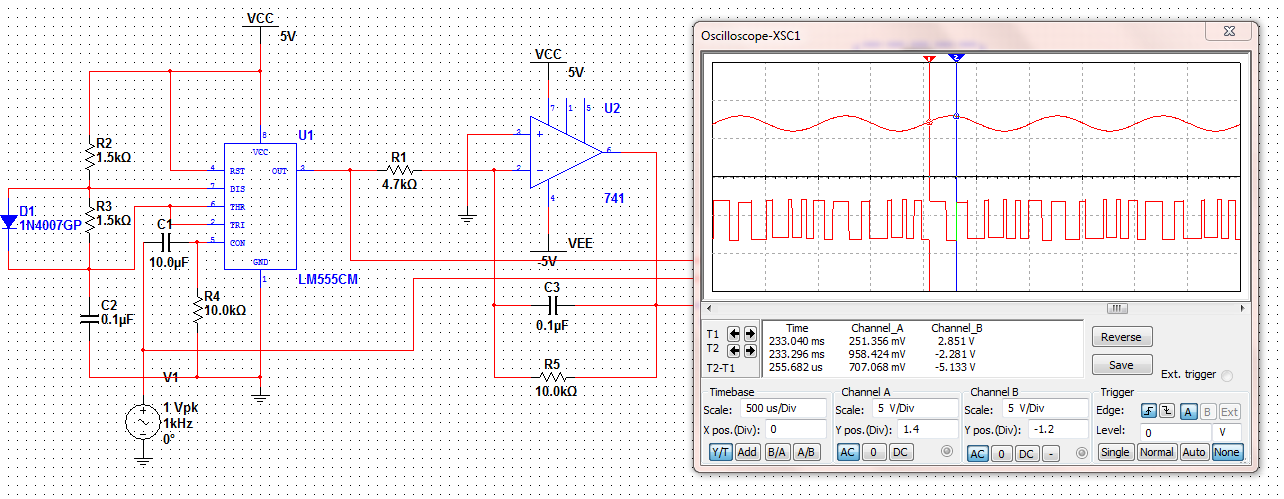 VCC
5V
R2
1.5kΩ
R3
1.5kΩ
D1
1N4007GP
C1
10.0µF
C2
0.1µF
R4
10.0kΩ
V1
1 Vpk
1kHz
0°
U1
8
VCC
4 RST OUT 3
7 DIS
6 THR
2 TRI
5 CON
GND
1
LM555CM
R1
4.7kΩ
VCC
5V
U2
7 1 5
3
6
2
4
741
VEE
-5V
C3
0.1µF
R5
10.0kΩ
Oscilloscope-XSC1
1 2
T1
T2
T2-T1
Time Channel_A Channel_B
233.040 ms 251.356 mV 2.851 V
233.296 ms 958.424 mV -2.281 V
255.682 us 707.068 mV -5.133 V
Reverse
Save
Ext. trigger
Timebase
Scale: 500 us/Div
X pos.(Div): 0
Y/T Add B/A A/B
Channel A
Scale: 5 V/Div
Y pos.(Div): 1.4
AC 0 DC
Channel B
Scale: 5 V/Div
Y pos.(Div): -1.2
AC 0 DC -
Trigger
Edge: A B Ext
Level: 0 V
Single Normal Auto None